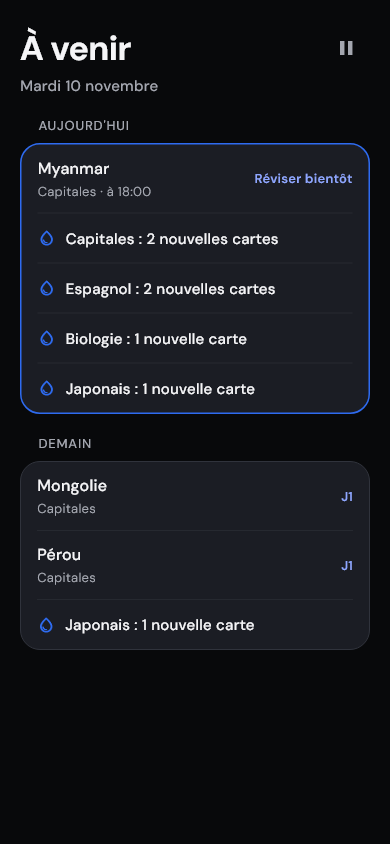 À venir
Mardi 10 novembre
AUJOURD'HUI
Myanmar
Capitales · à 18:00
Réviser bientôt
Capitales : 2 nouvelles cartes
Espagnol : 2 nouvelles cartes
Biologie : 1 nouvelle carte
Japonais : 1 nouvelle carte
DEMAIN
Mongolie
Capitales
J1
Pérou
Capitales
J1
Japonais : 1 nouvelle carte